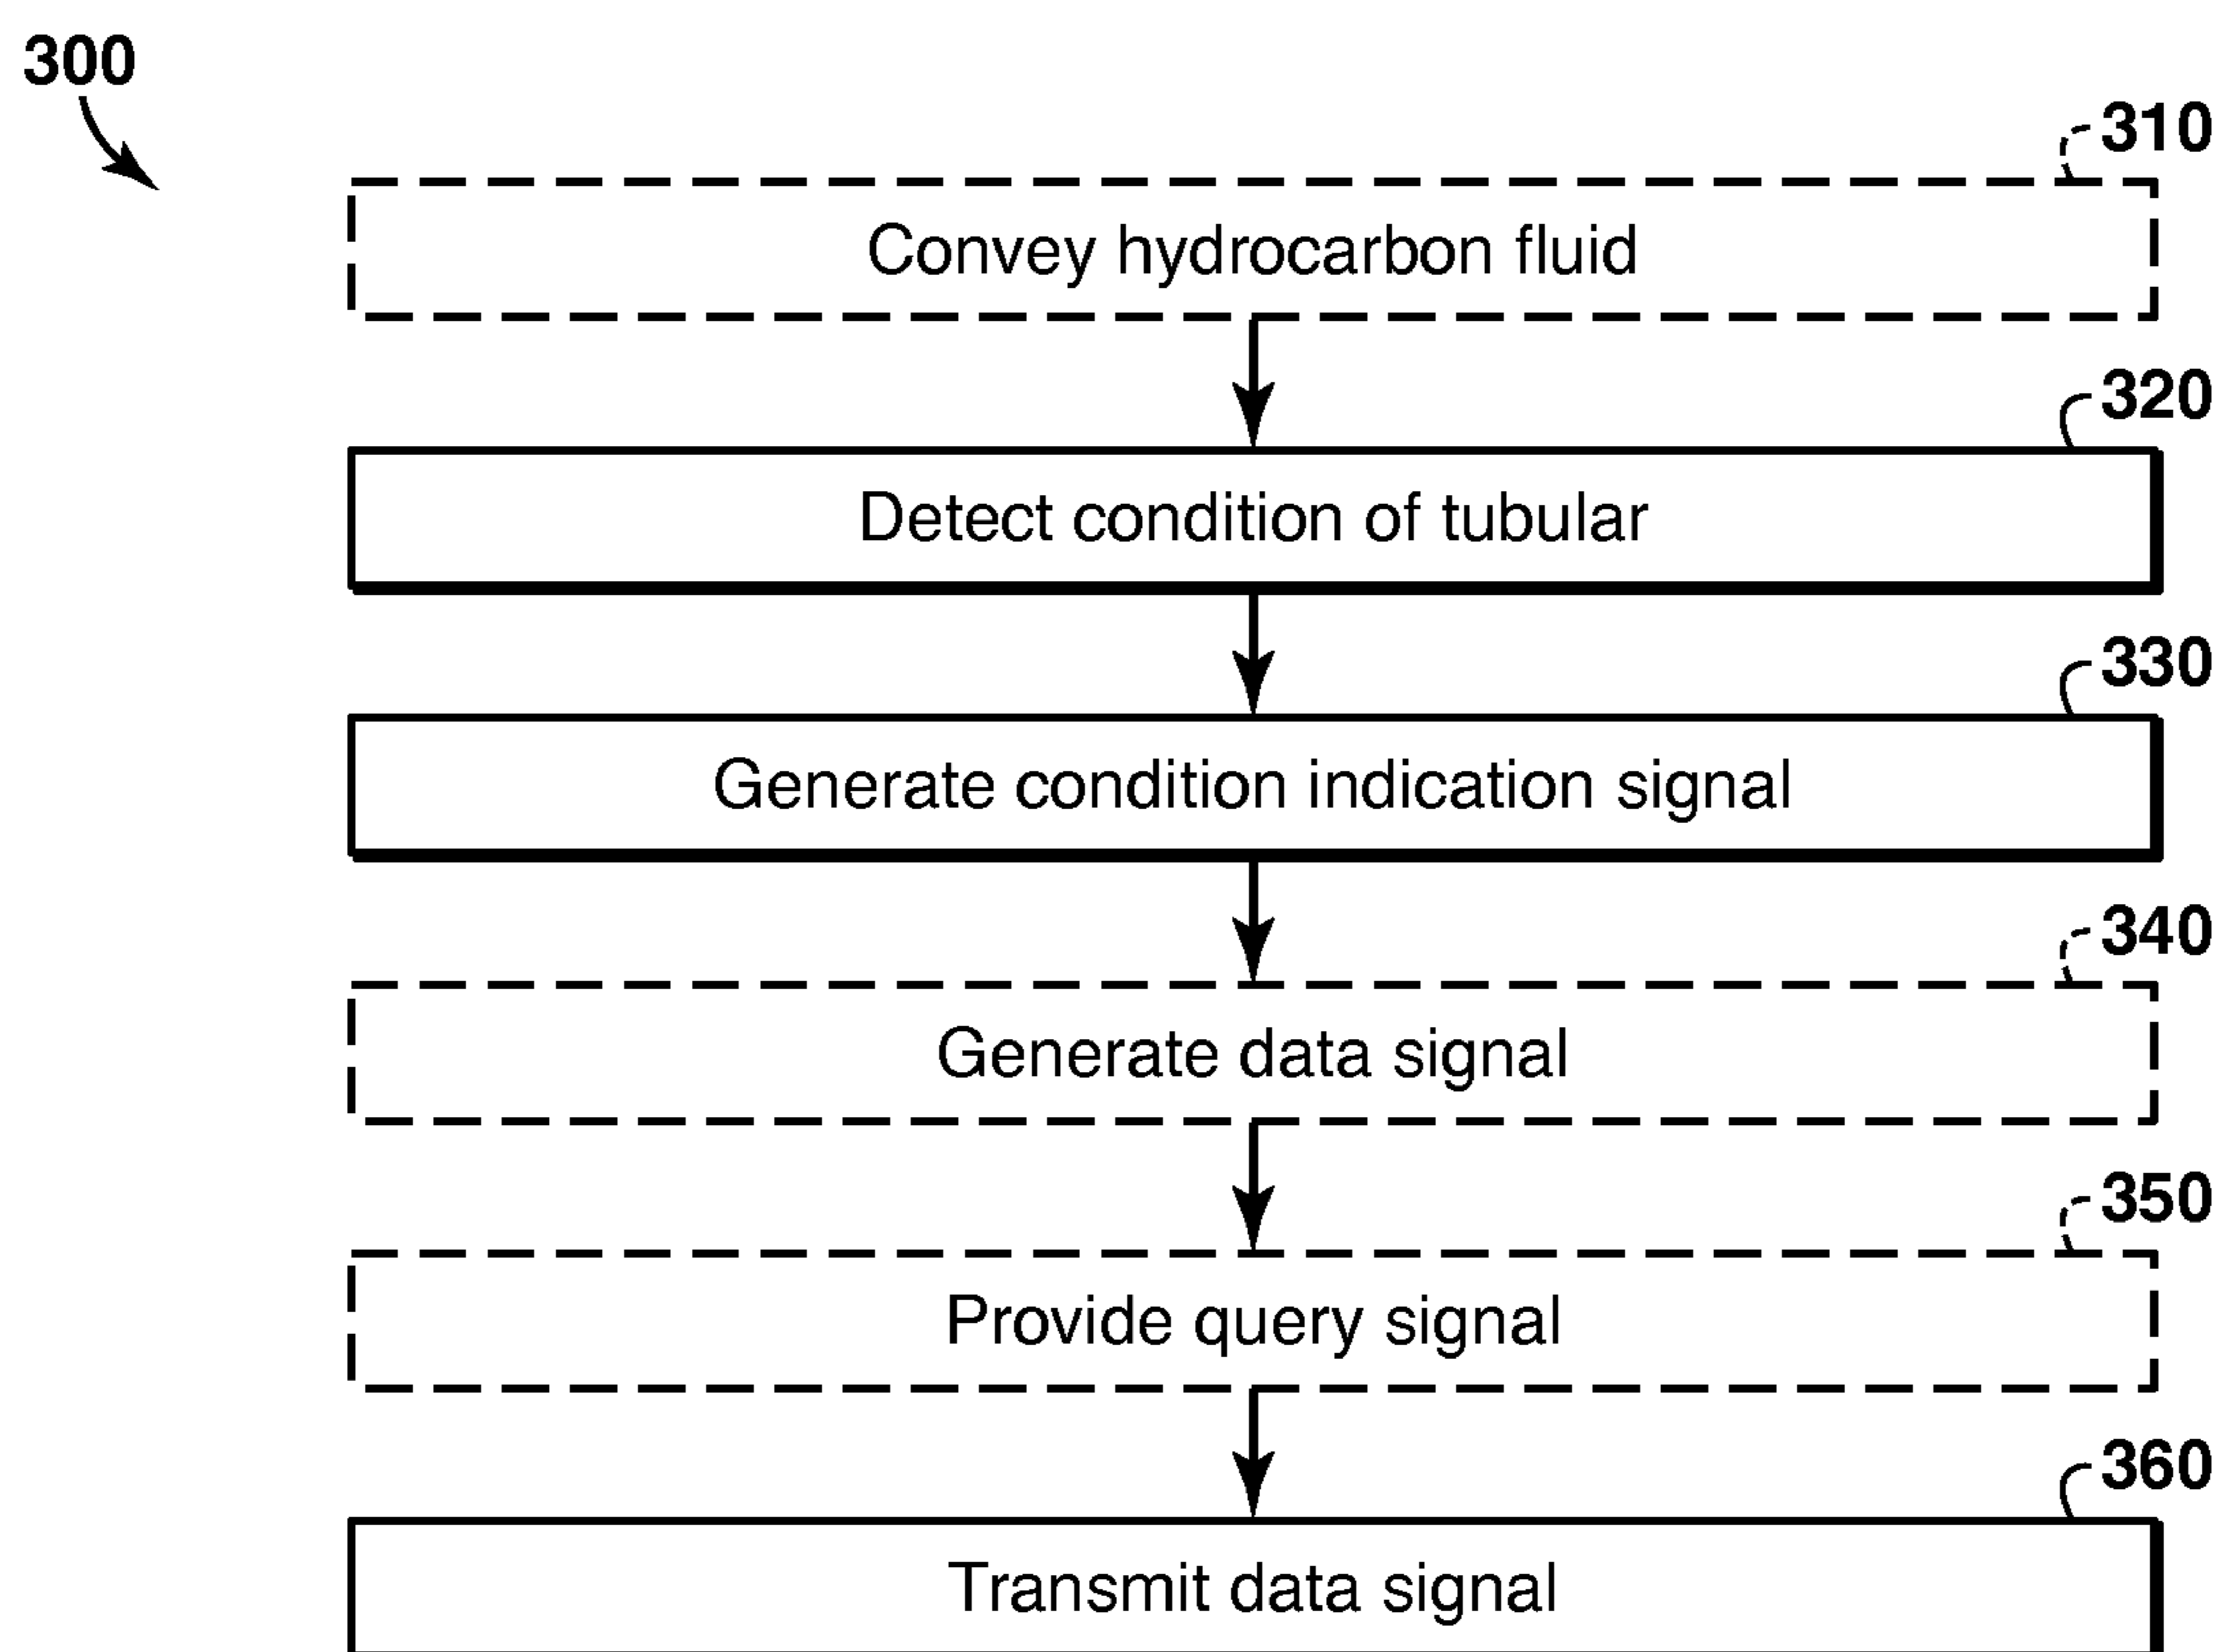 300
310
Convey hydrocarbon fluid
320
Detect condition of tubular
330
Generate condition indication signal
340
Generate data signal
350
Provide query signal
360
Transmit data signal